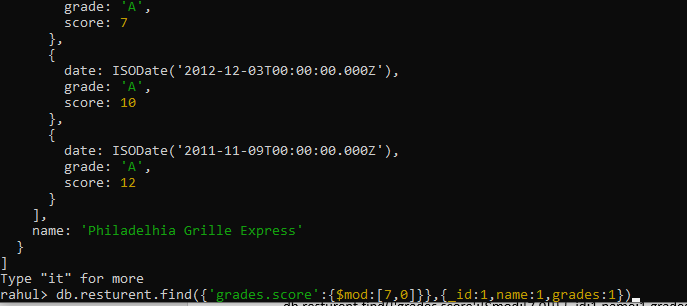 grade: 'A',
score: 7
},
{
date: ISODate('2012-12-03T00:00:00.000Z'),
grade: 'A',
score: 10
},
{
date: ISODate('2011-11-09T00:00:00.000Z'),
grade: 'A',
score: 12
}
],
name: 'Philadelhia Grille Express'
}
]
Type "it" for more
rahul> db.resturent.find({'grades.score':{$mod:[7,0]}},{_id:1,name:1,grades:1})